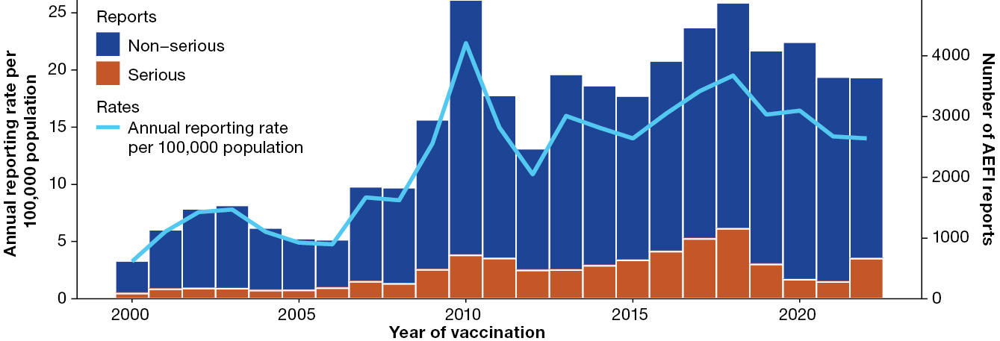 Annual reporting rate per
100,000 population
25
20
15
10
5
0
Reports
Non–serious
Serious
Rates
Annual reporting rate
per 100,000 population
4000
3000
2000
1000
0
Number of AEFI reports
2000
2005
2010
2015
2020
Year of vaccination